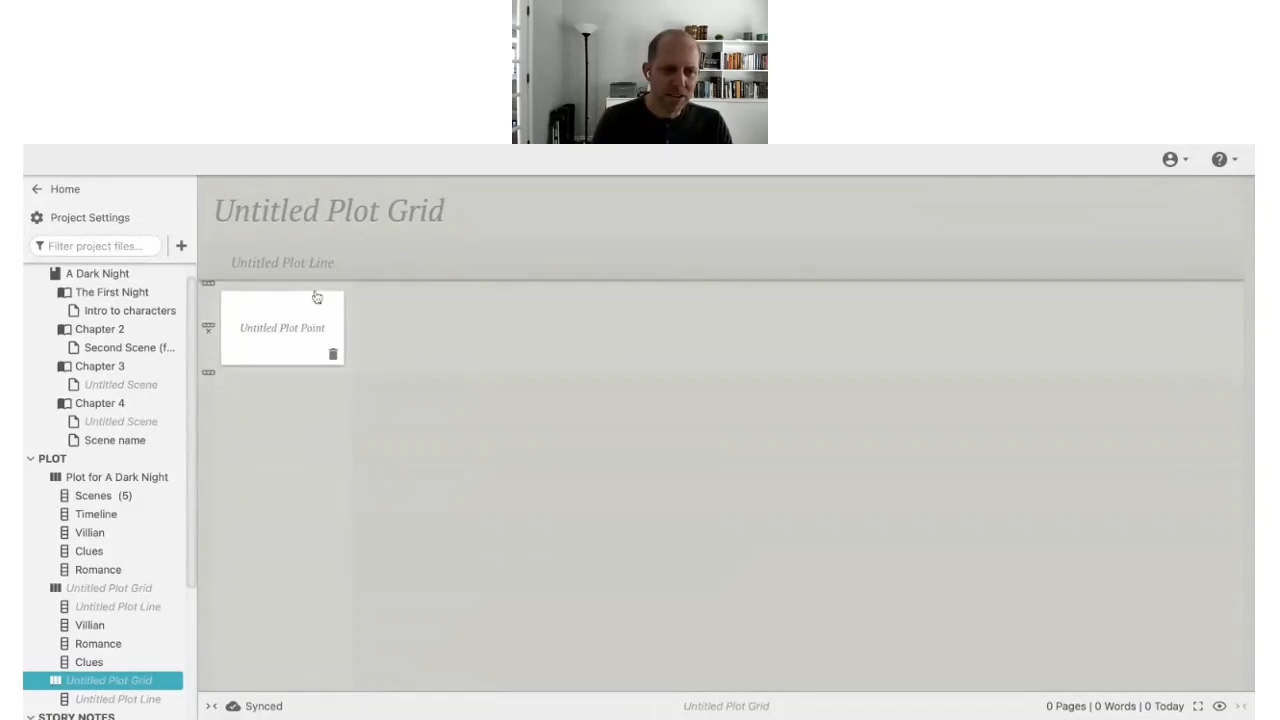 Home
Project Settings
Filter project files...
A Dark Night
The First Night
Intro to characters
Chapter 2
Second Scene (f...
Chapter 3
Untitled Scene
Chapter 4
Untitled Scene
Scene name
PLOT
Plot for A Dark Night
Scenes (5)
Timeline
Villian
Clues
Romance
Untitled Plot Grid
Untitled Plot Line
Villian
Romance
Clues
Untitled Plot Grid
Untitled Plot Line
STORY NOTES
Untitled Plot Grid
Untitled Plot Line
Untitled Plot Point
Synced
Untitled Plot Grid
0 Pages | 0 Words | 0 Today